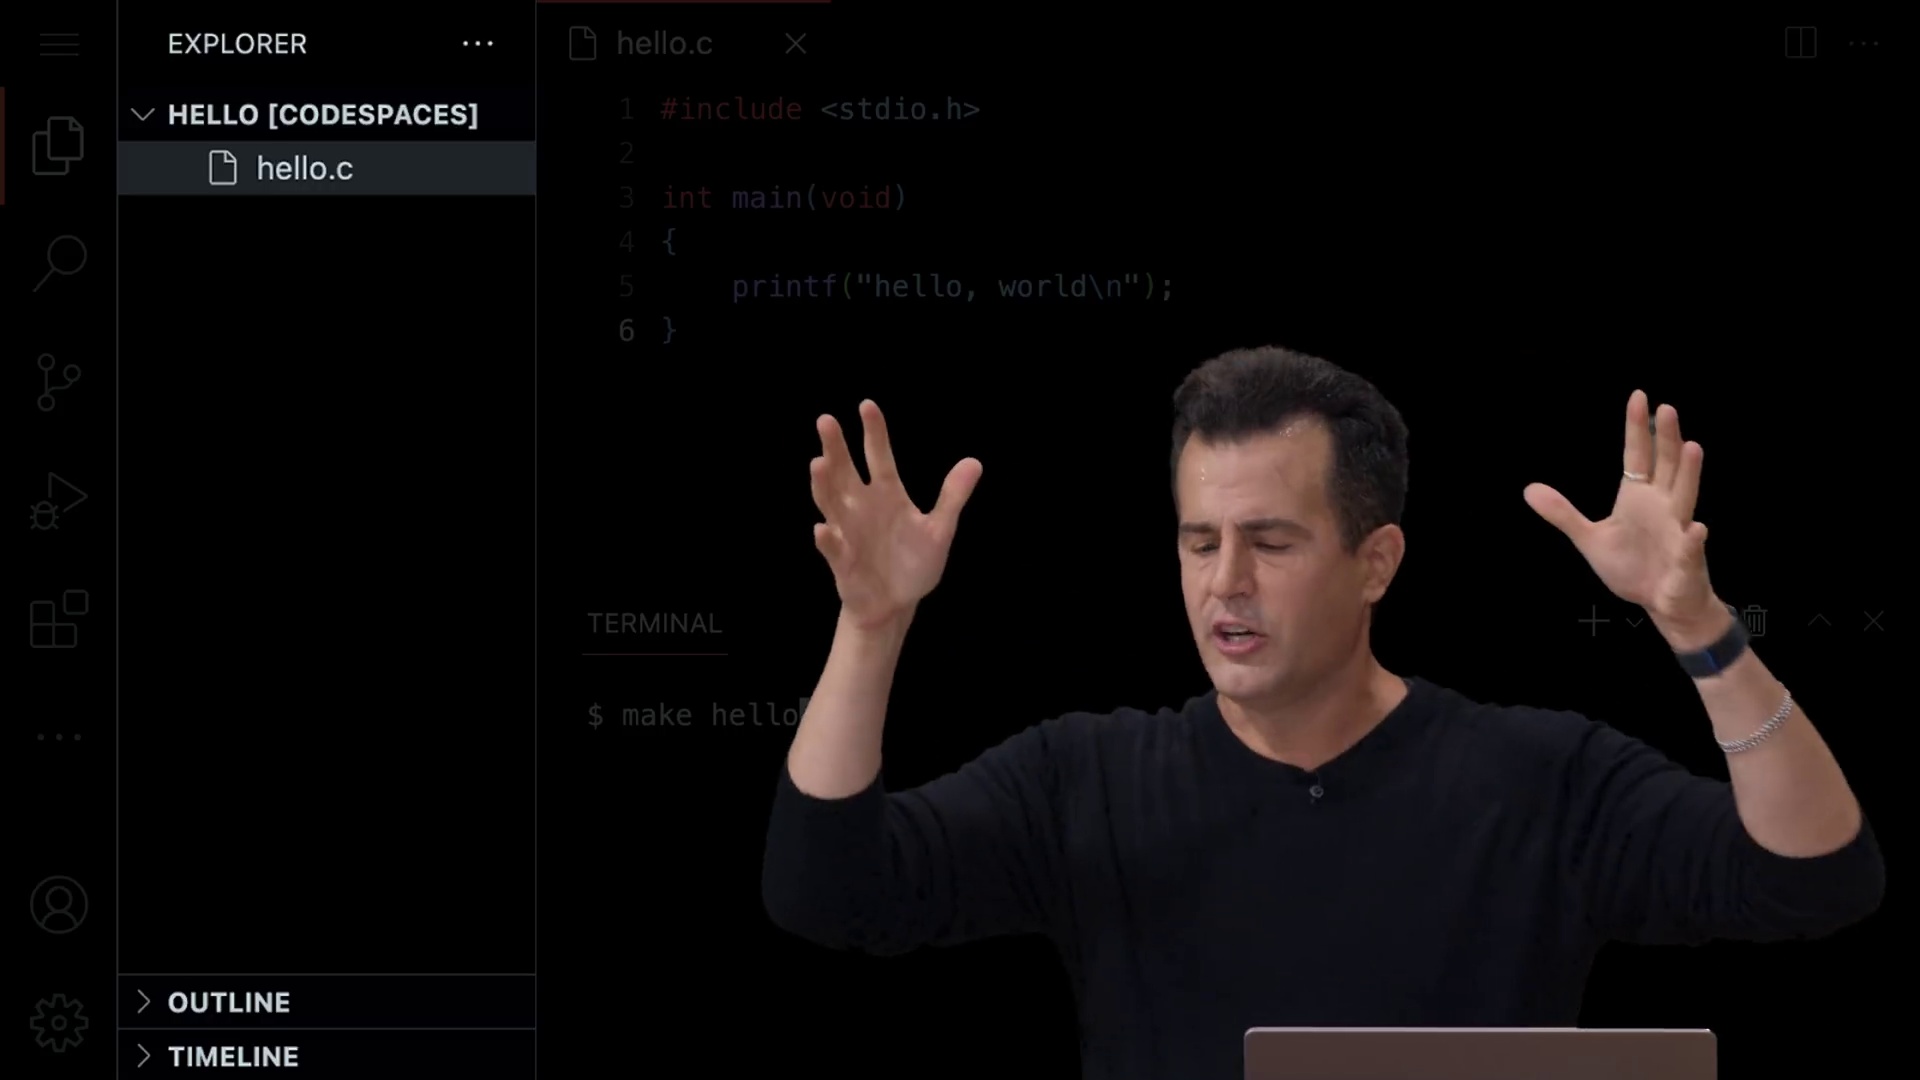 EXPLORER
HELLO [CODESPACES]
hello.c
OUTLINE
TIMELINE
hello.c
1 #include <stdio.h>
2
3 int main(void)
4 {
5     printf("hello, world\n");
6 }
TERMINAL
$ make hello